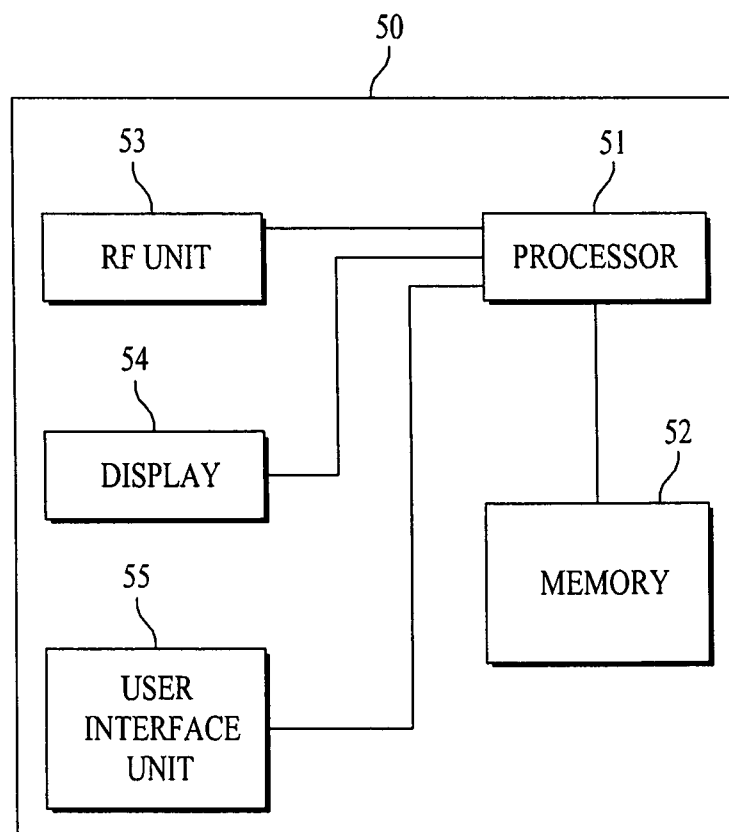 50
53
RF UNIT
51
PROCESSOR
54
DISPLAY
52
MEMORY
55
USER
INTERFACE
UNIT